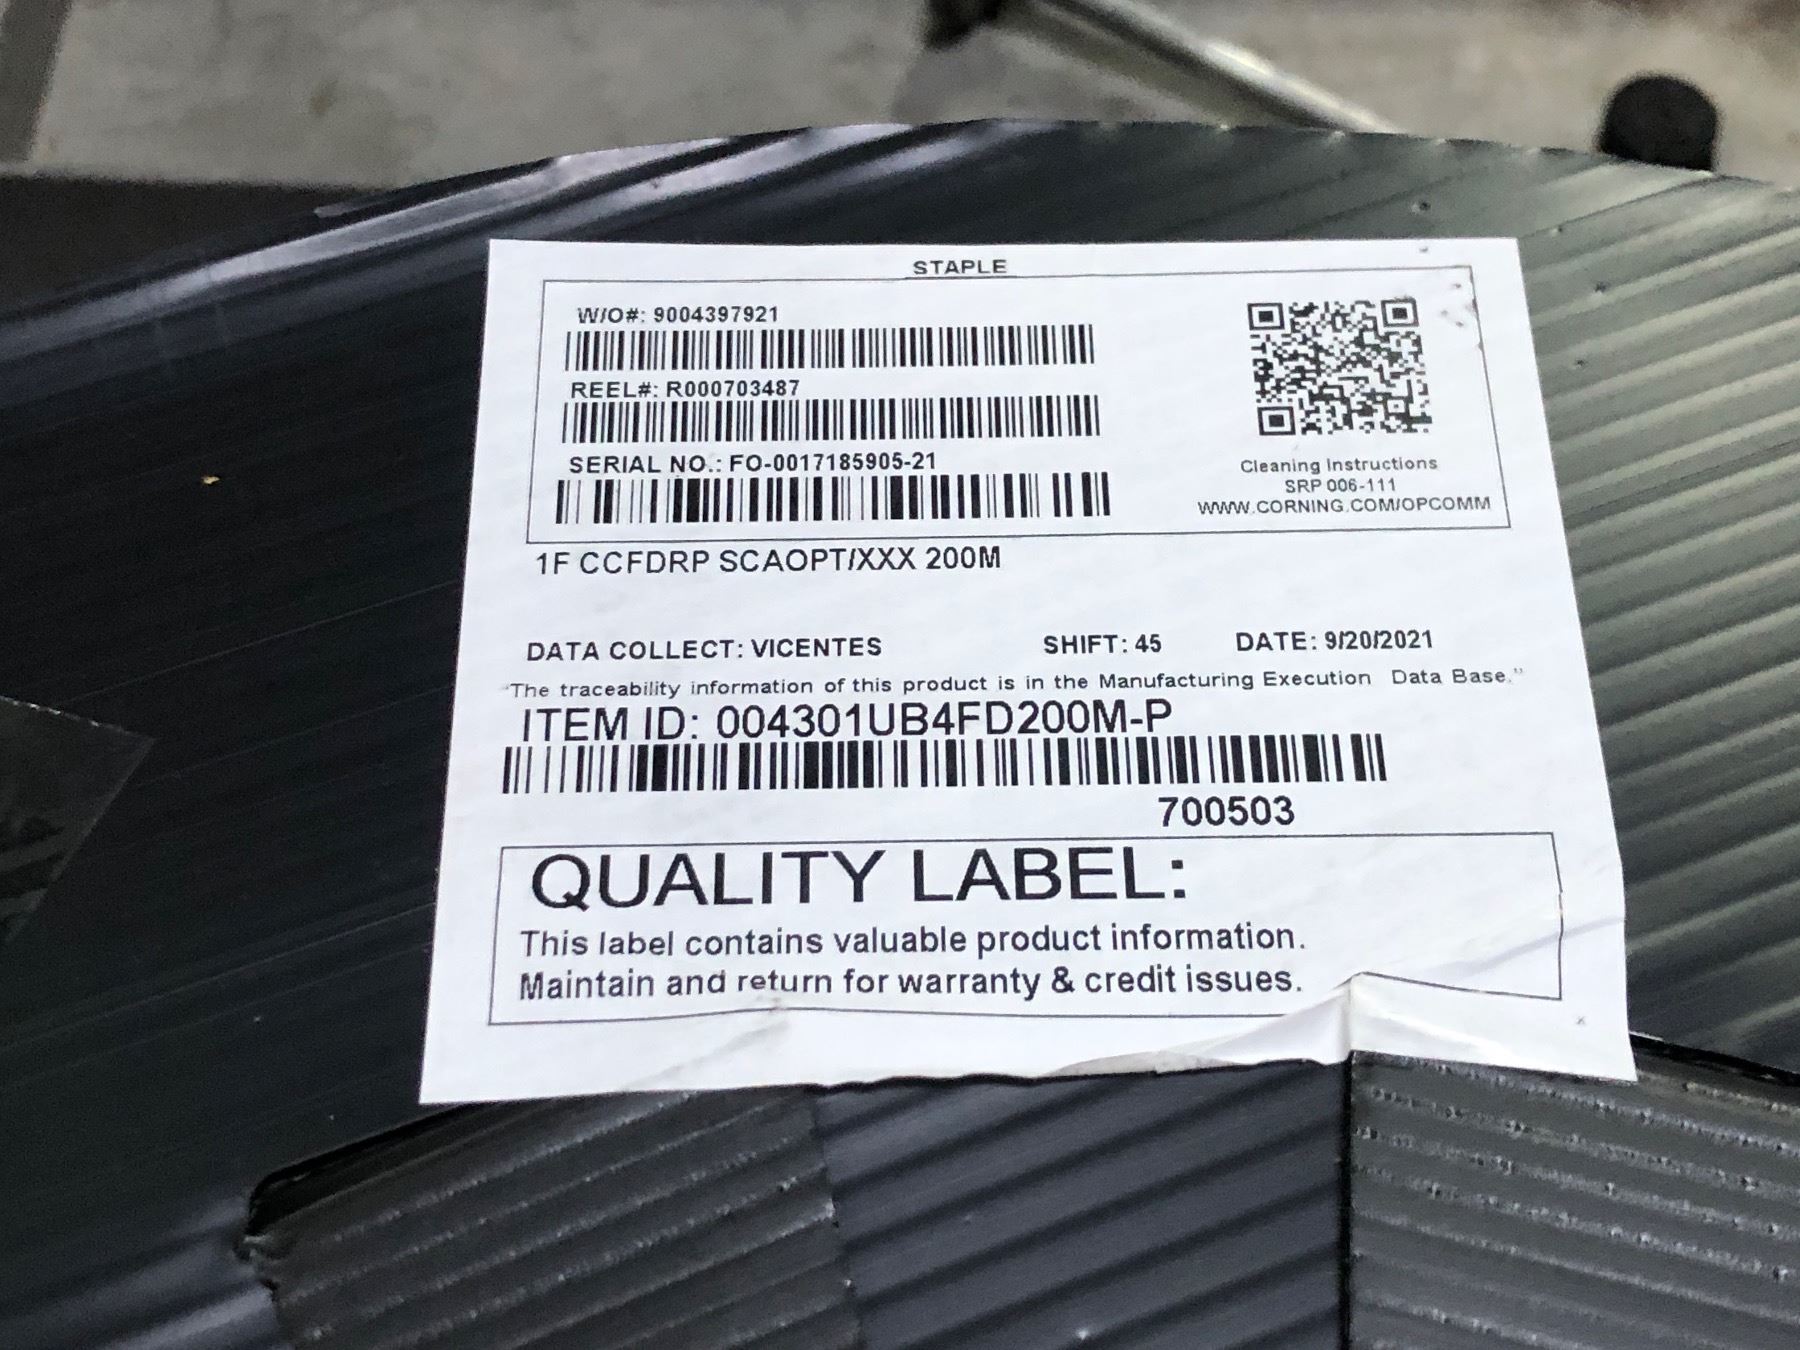 STAPLE
W/O#: 9004397921
REEL#: R000703487
SERIAL NO.: FO-0017185905-21
Cleaning Instructions
SRP 006-111
WWW.CORNING.COM/OPCOMM
1F CCFDRP SCAOPT/XXX 200M
DATA COLLECT: VICENTES SHIFT: 45 DATE: 9/20/2021
"The traceability information of this product is in the Manufacturing Execution Data Base."
ITEM ID: 004301UB4FD200M-P
700503
QUALITY LABEL:
This label contains valuable product information.
Maintain and return for warranty & credit issues.
x